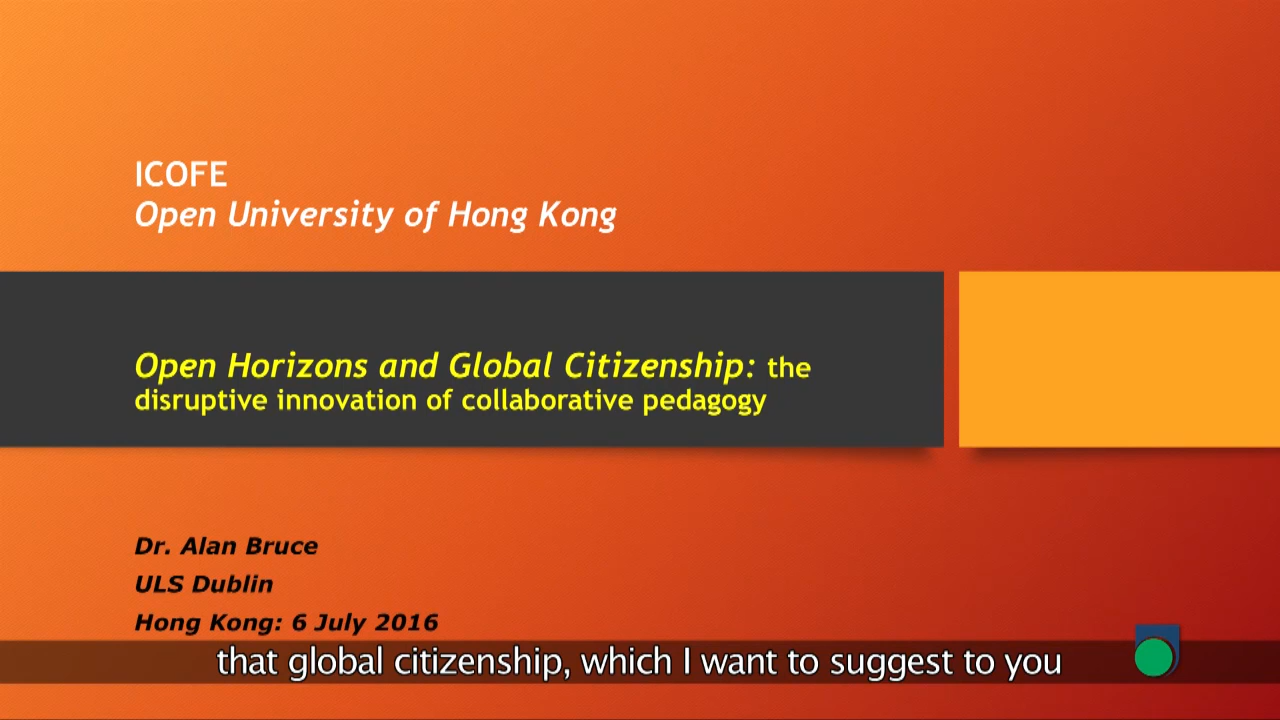 ICOFE
Open University of Hong Kong
Open Horizons and Global Citizenship: the
disruptive innovation of collaborative pedagogy
Dr. Alan Bruce
ULS Dublin
Hong Kong: 6 July 2016
that global citizenship, which I want to suggest to you